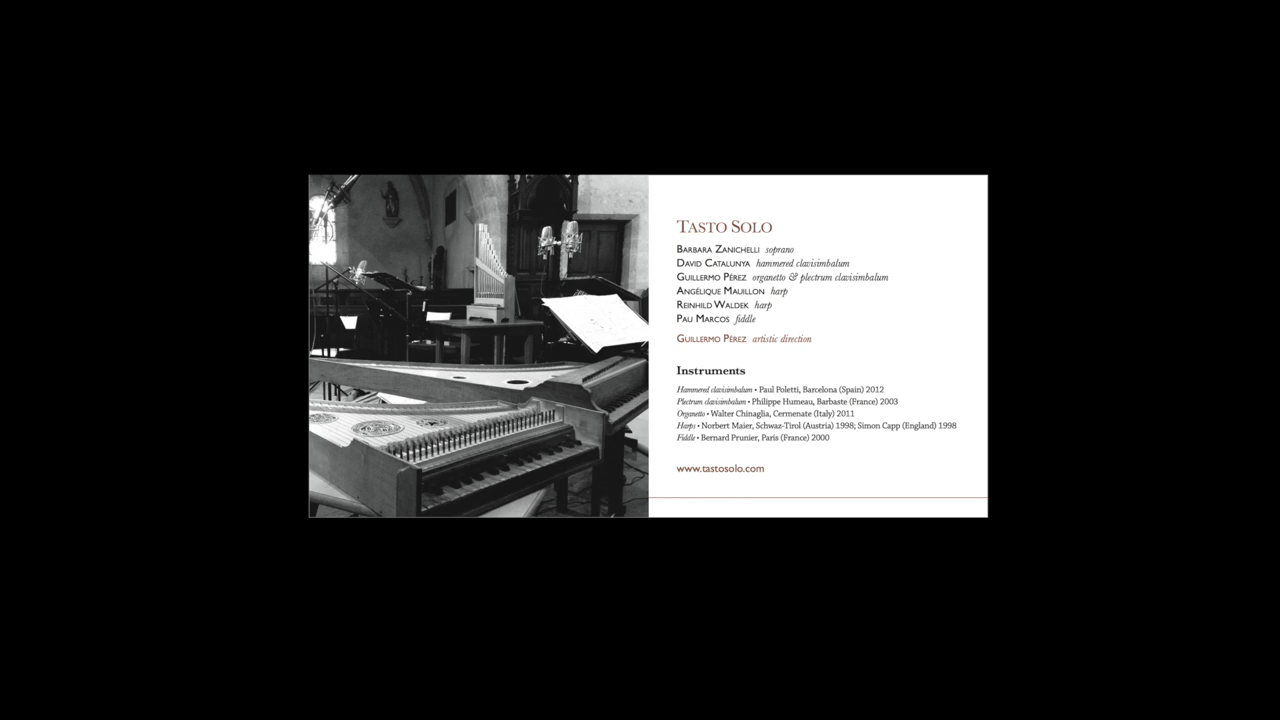 TASTO SOLO
BARBARA ZANICHELLI soprano
DAVID CATALUNYA hammered clavisimbalum
GUILLERMO PÉREZ organetto & plectrum clavisimbalum
ANGÉLIQUE MAUILLON harp
REINHILD WALDEK harp
PAU MARCOS fiddle
GUILLERMO PÉREZ artistic direction
Instruments
Hammered clavisimbalum • Paul Poletti, Barcelona (Spain) 2012
Plectrum clavisimbalum • Philippe Humeau, Barbaste (France) 2003
Organetto • Walter Chinaglia, Cermenate (Italy) 2011
Harps • Norbert Maier, Schwaz-Tirol (Austria) 1998; Simon Capp (England) 1998
Fiddle • Bernard Prunier, Paris (France) 2000
www.tastosolo.com